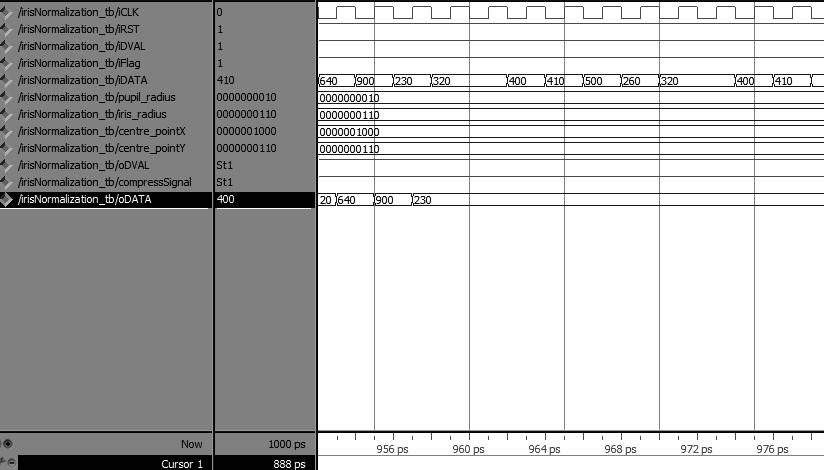 /irisNormalization_tb/iCLK 0
/irisNormalization_tb/iRST 1
/irisNormalization_tb/iDVAL 1
/irisNormalization_tb/iFlag 1
/irisNormalization_tb/iDATA 410 640 900 230 320 400 410 500 260 320 400 410
/irisNormalization_tb/pupil_radius 0000000010 0000000010
/irisNormalization_tb/iris_radius 0000000110 0000000110
/irisNormalization_tb/centre_pointX 0000001000 0000001000
/irisNormalization_tb/centre_pointY 0000000110 0000000110
/irisNormalization_tb/oDVAL St1
/irisNormalization_tb/compressSignal St1
/irisNormalization_tb/oDATA 400 20 640 900 230
Now 1000 ps 956 ps 960 ps 964 ps 968 ps 972 ps 976 ps
Cursor 1 888 ps